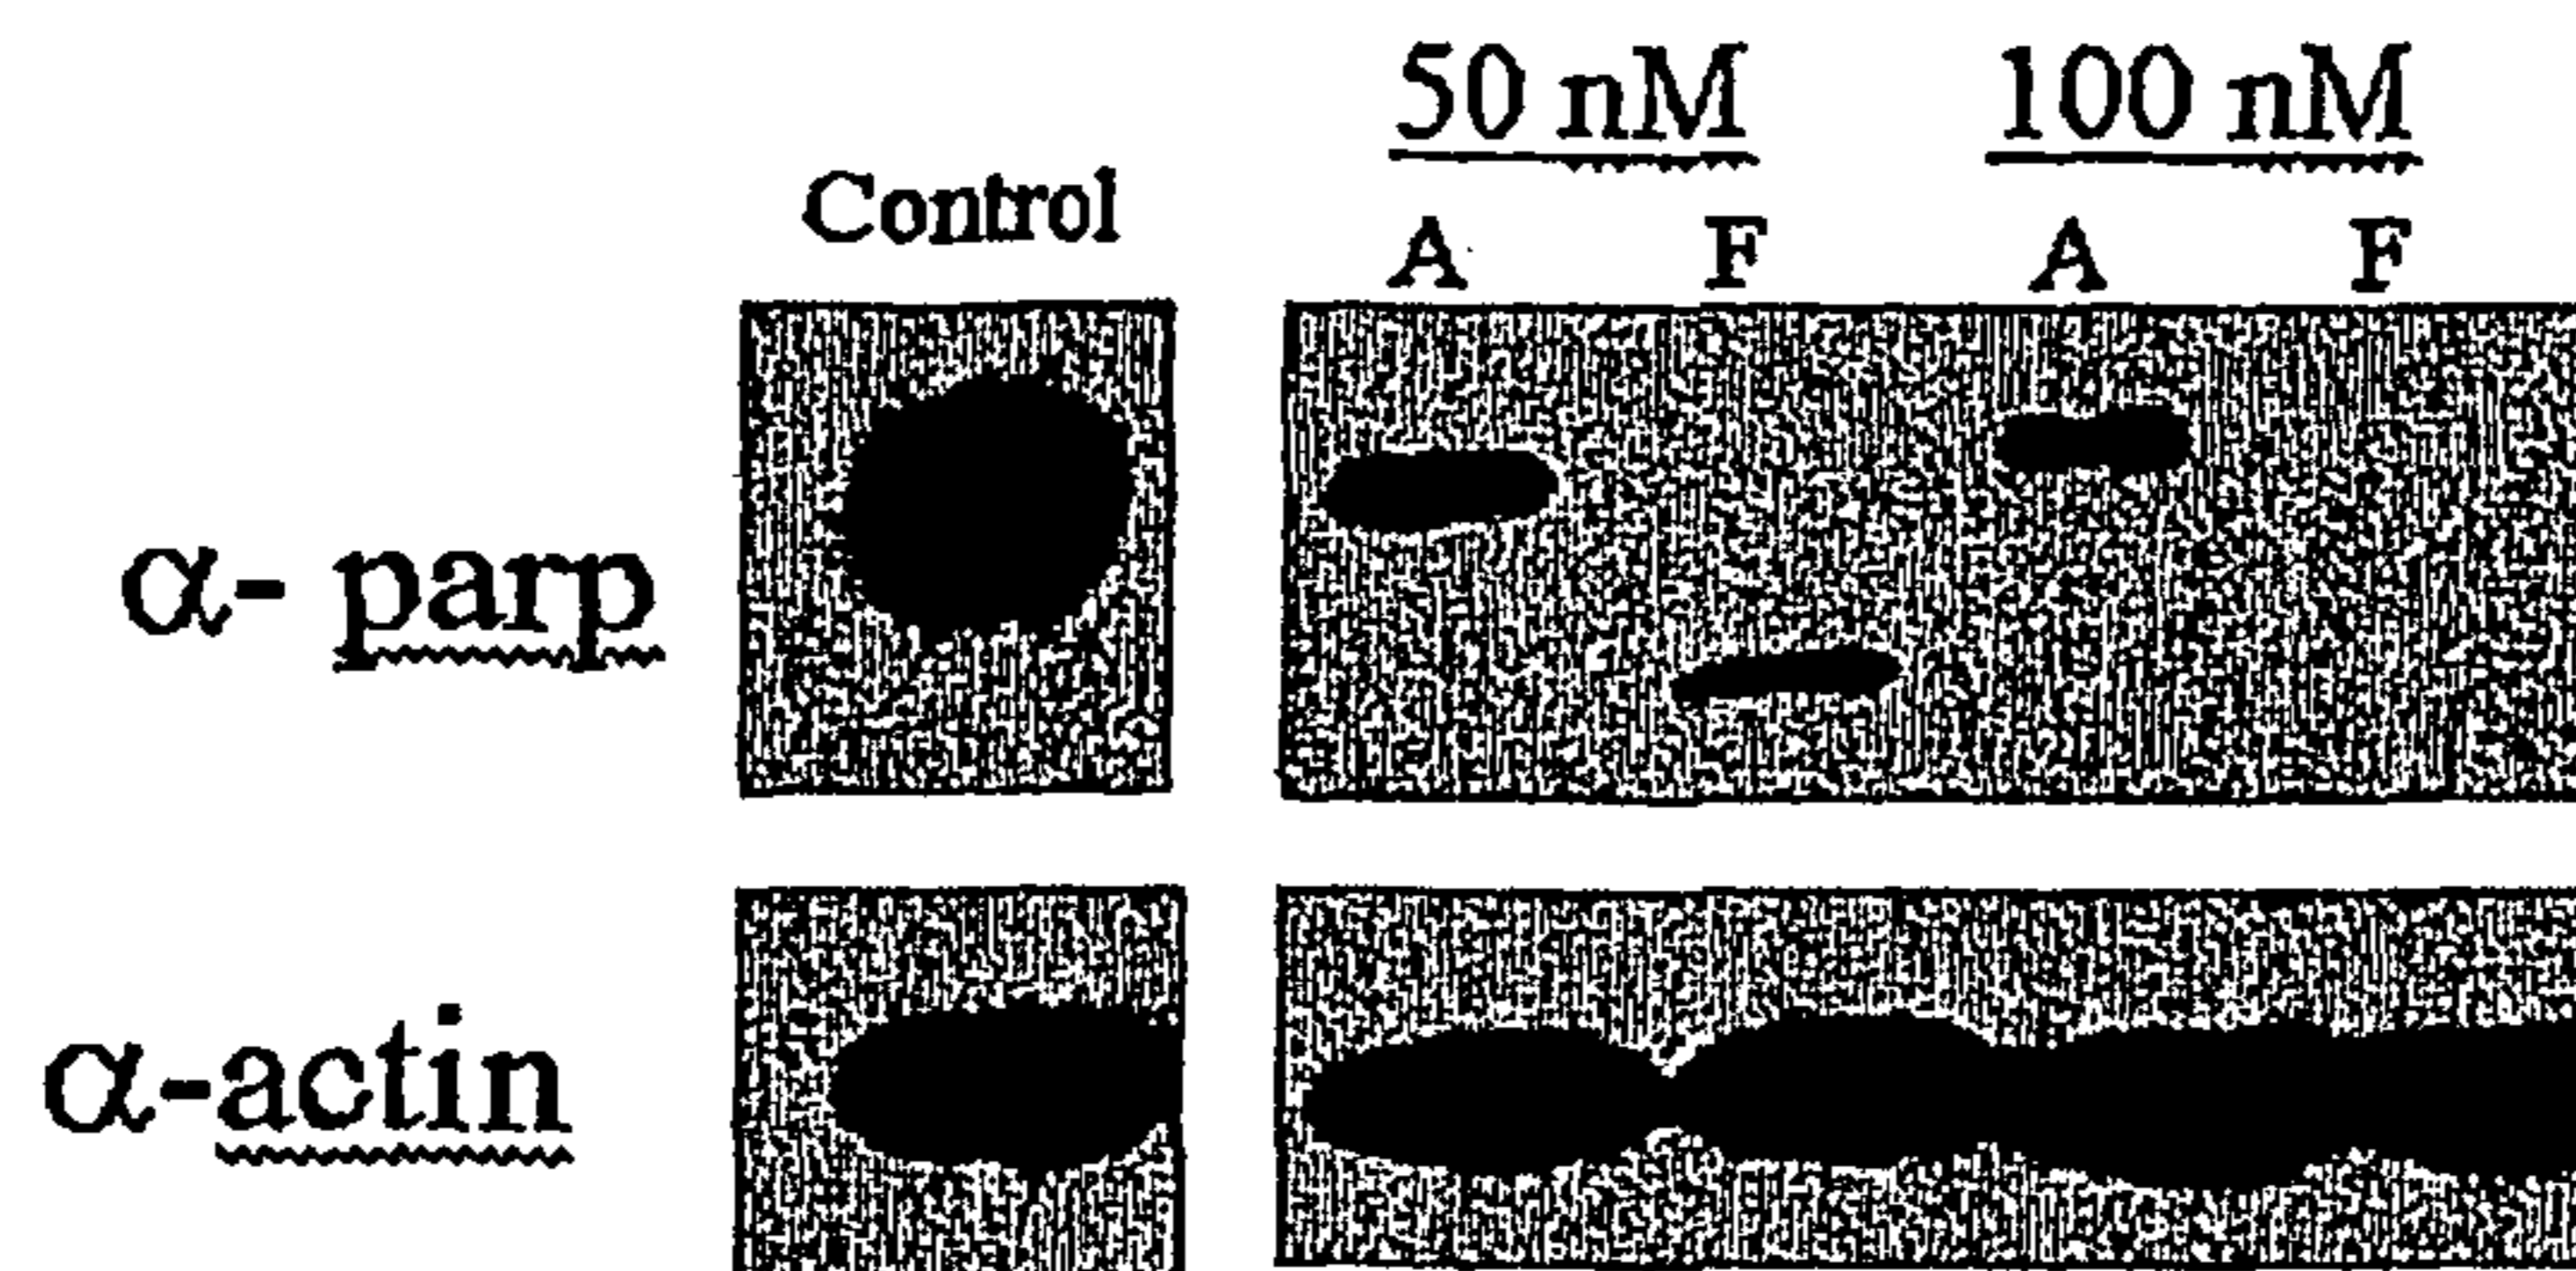 50 nM 100 nM
Control
A F A F
α- parp
α-actin